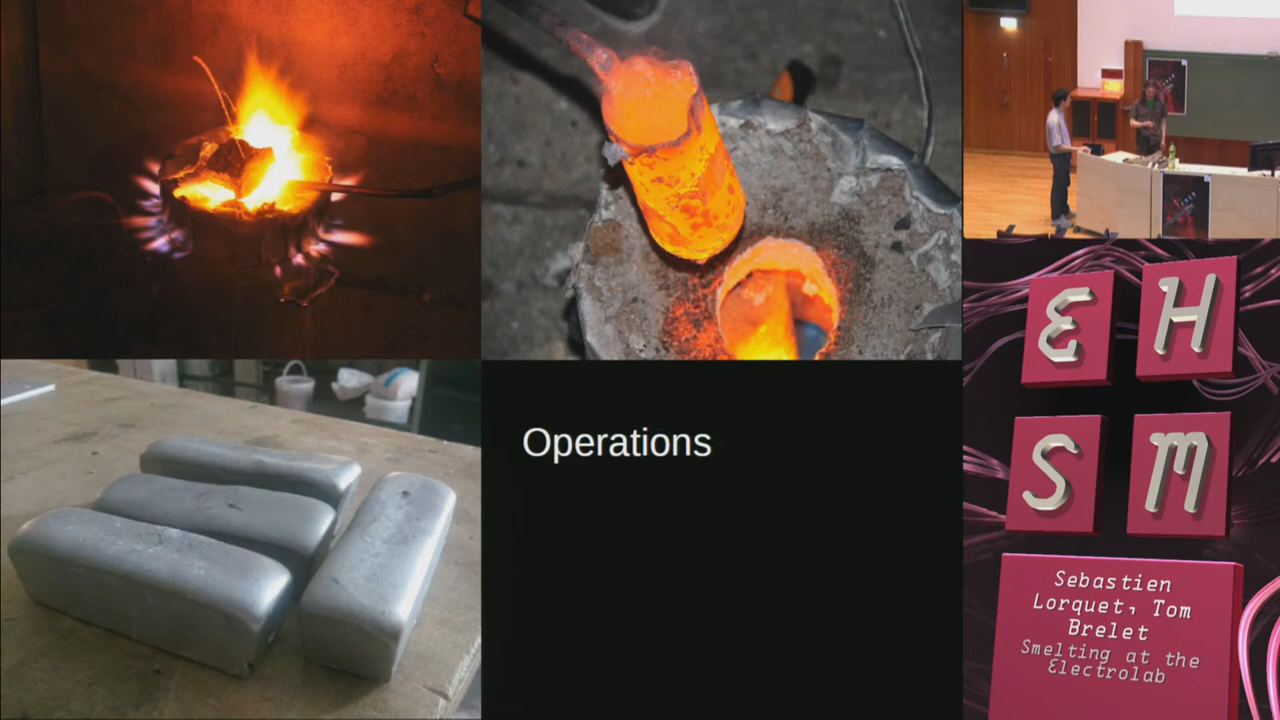 Operations
E H
S M
Sebastien
Lorquet, Tom
Brelet
Smelting at the
Electrolab